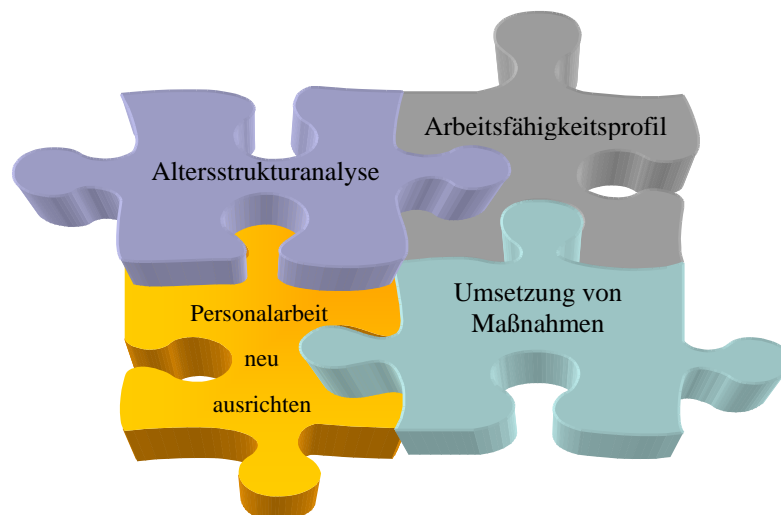 Altersstrukturanalyse
Arbeitsfähigkeitsprofil
Personalarbeit
neu
ausrichten
Umsetzung von
Maßnahmen